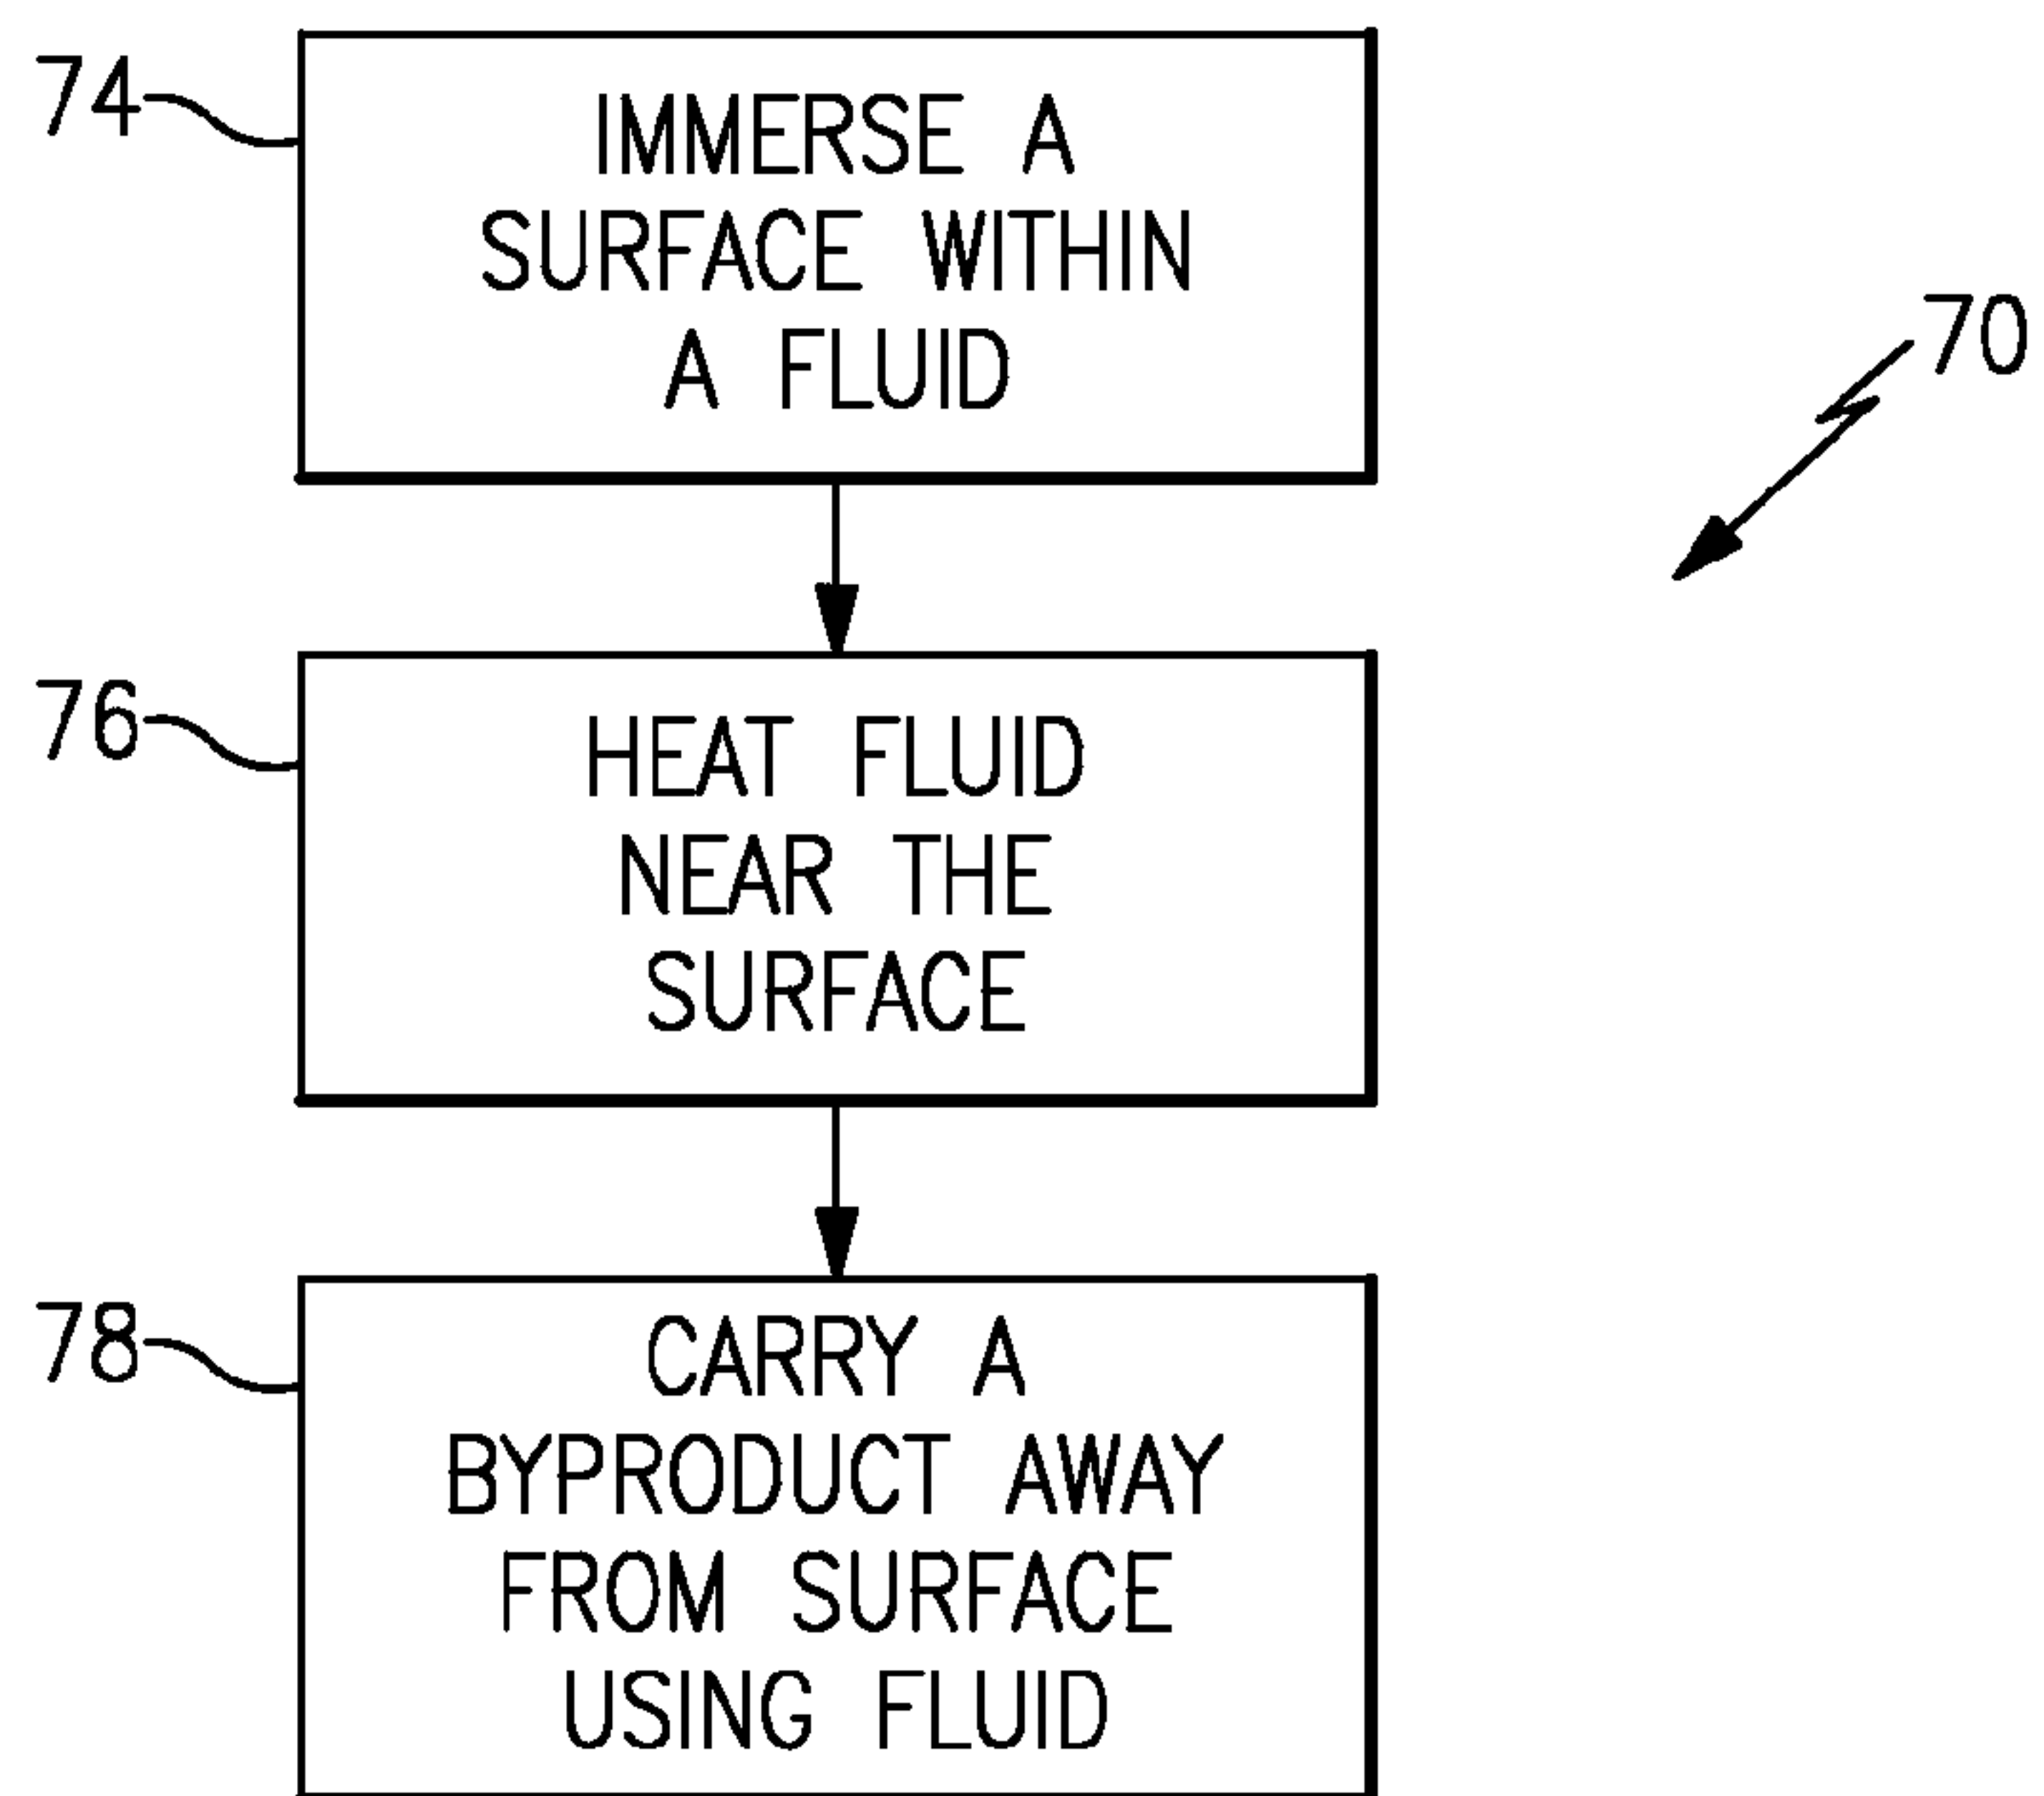 74
IMMERSE A
SURFACE WITHIN
A FLUID
70
76
HEAT FLUID
NEAR THE
SURFACE
78
CARRY A
BYPRODUCT AWAY
FROM SURFACE
USING FLUID